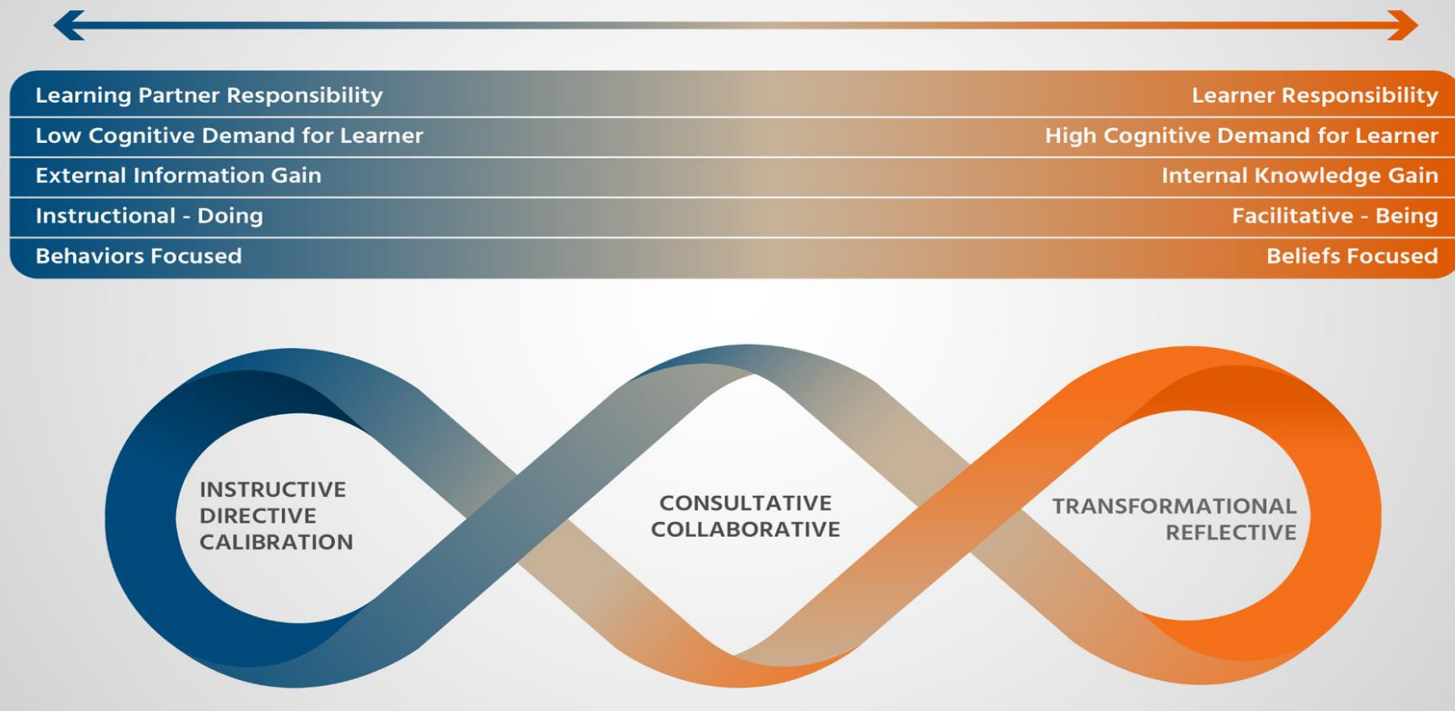 Learning Partner Responsibility
Learner Responsibility
Low Cognitive Demand for Learner
High Cognitive Demand for Learner
External Information Gain
Internal Knowledge Gain
Instructional - Doing
Facilitative - Being
Behaviors Focused
Beliefs Focused
INSTRUCTIVE
DIRECTIVE
CALIBRATION
CONSULTATIVE
COLLABORATIVE
TRANSFORMATIONAL
REFLECTIVE